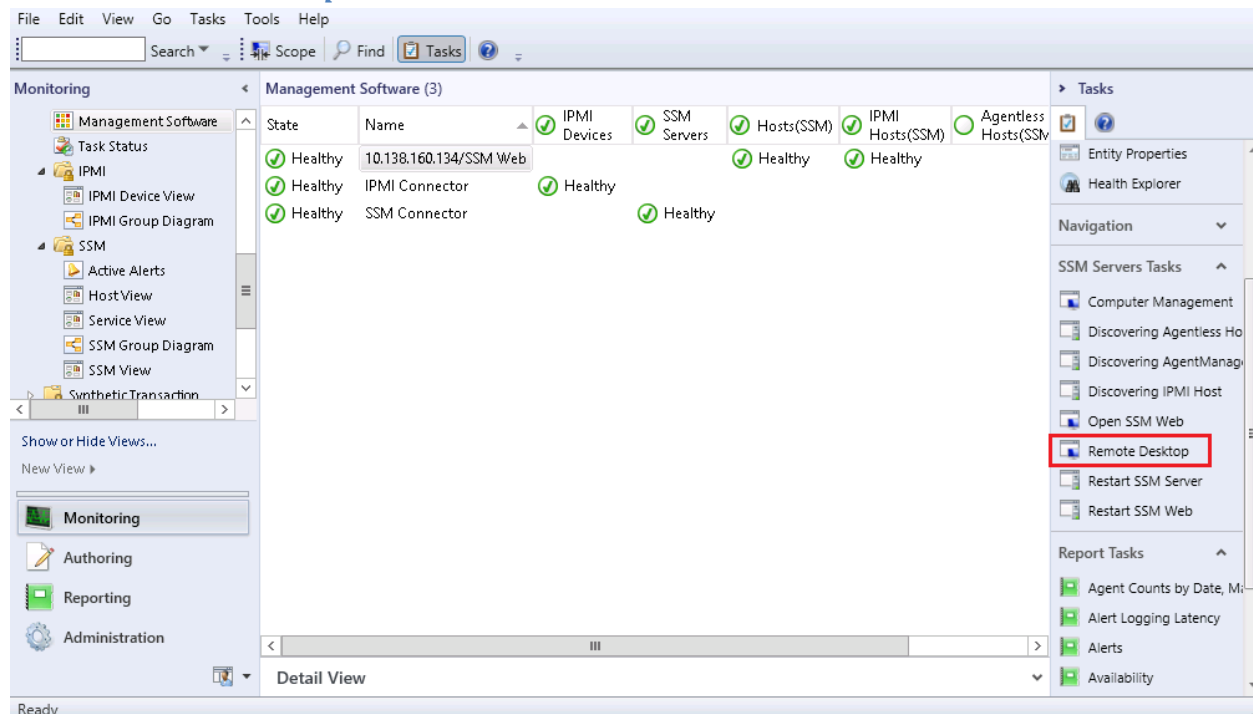 File Edit View Go Tasks Tools Help
Search Scope Find Tasks
Monitoring
Management Software
Task Status
IPMI
IPMI Device View
IPMI Group Diagram
SSM
Active Alerts
Host View
Service View
SSM Group Diagram
SSM View
Synthetic Transaction
Show or Hide Views...
New View
Monitoring
Authoring
Reporting
Administration
Management Software (3)
State Name IPMI Devices SSM Servers Hosts(SSM) IPMI Hosts(SSM) Agentless Hosts(SSM
Healthy 10.138.160.134/SSM Web Healthy Healthy
Healthy IPMI Connector Healthy
Healthy SSM Connector Healthy
Detail View
Tasks
Entity Properties
Health Explorer
Navigation
SSM Servers Tasks
Computer Management
Discovering Agentless Ho
Discovering AgentManag
Discovering IPMI Host
Open SSM Web
Remote Desktop
Restart SSM Server
Restart SSM Web
Report Tasks
Agent Counts by Date, Ma
Alert Logging Latency
Alerts
Availability
Ready